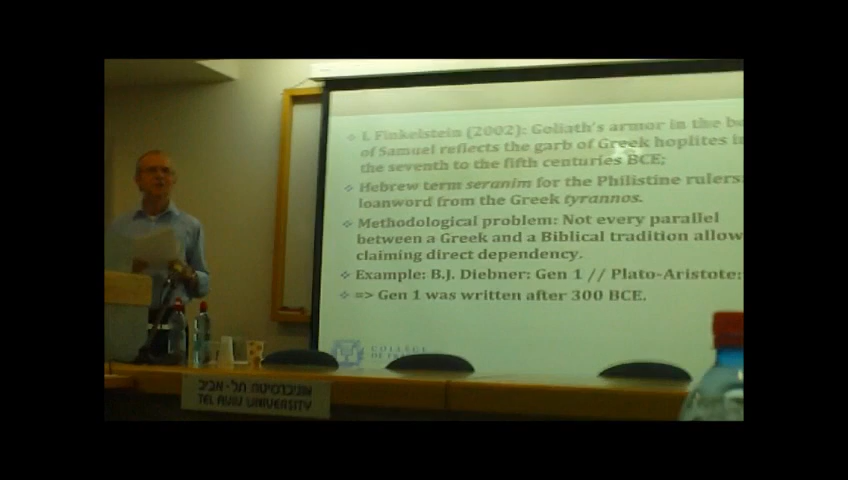 ❖ I. Finkelstein (2002): Goliath's armor in the
of Samuel reflects the garb of Greek hoplites
the seventh to the fifth centuries BCE;
❖ Hebrew term seranim for the Philistine rulers:
loanword from the Greek tyrannos.
❖ Methodological problem: Not every parallel
between a Greek and a Biblical tradition allow
claiming direct dependency.
❖ Example: B.J. Diebner: Gen 1 // Plato-Aristote:
❖ => Gen 1 was written after 300 BCE.
COLLÈGE
DE
אוניברסיטת תל-אביב
TEL AVIV UNIVERSITY